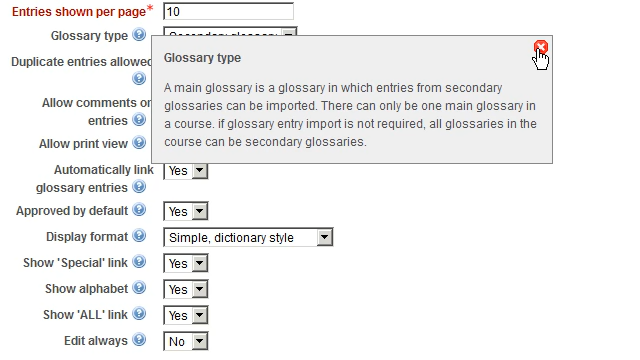 Entries shown per page* 10
Glossary type
Glossary type
Duplicate entries allowed
A main glossary is a glossary in which entries from secondary
glossaries can be imported. There can only be one main glossary in
a course. if glossary entry import is not required, all glossaries in the
course can be secondary glossaries.
Allow comments on
entries
Allow print view
Automatically link
glossary entries Yes
Approved by default Yes
Display format Simple, dictionary style
Show 'Special' link Yes
Show alphabet Yes
Show 'ALL' link Yes
Edit always No